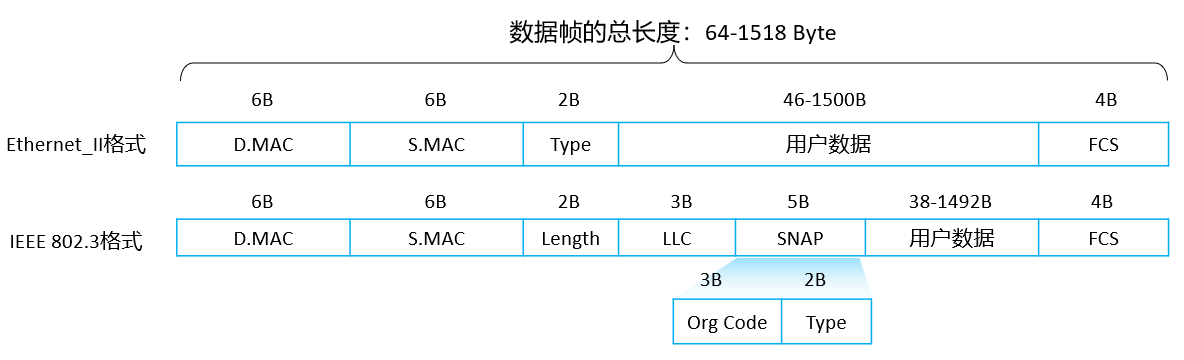 数据帧的总长度：64-1518 Byte
6B 6B 2B 46-1500B 4B
Ethernet_II格式 D.MAC S.MAC Type 用户数据 FCS
6B 6B 2B 3B 5B 38-1492B 4B
IEEE 802.3格式 D.MAC S.MAC Length LLC SNAP 用户数据 FCS
3B 2B
Org Code Type